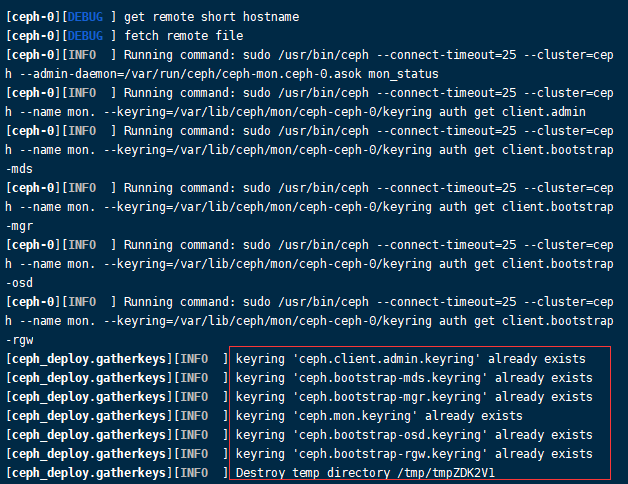 [ceph-0][DEBUG ] get remote short hostname
[ceph-0][DEBUG ] fetch remote file
[ceph-0][INFO  ] Running command: sudo /usr/bin/ceph --connect-timeout=25 --cluster=cep
h --admin-daemon=/var/run/ceph/ceph-mon.ceph-0.asok mon_status
[ceph-0][INFO  ] Running command: sudo /usr/bin/ceph --connect-timeout=25 --cluster=cep
h --name mon. --keyring=/var/lib/ceph/mon/ceph-ceph-0/keyring auth get client.admin
[ceph-0][INFO  ] Running command: sudo /usr/bin/ceph --connect-timeout=25 --cluster=cep
h --name mon. --keyring=/var/lib/ceph/mon/ceph-ceph-0/keyring auth get client.bootstrap
-mds
[ceph-0][INFO  ] Running command: sudo /usr/bin/ceph --connect-timeout=25 --cluster=cep
h --name mon. --keyring=/var/lib/ceph/mon/ceph-ceph-0/keyring auth get client.bootstrap
-mgr
[ceph-0][INFO  ] Running command: sudo /usr/bin/ceph --connect-timeout=25 --cluster=cep
h --name mon. --keyring=/var/lib/ceph/mon/ceph-ceph-0/keyring auth get client.bootstrap
-osd
[ceph-0][INFO  ] Running command: sudo /usr/bin/ceph --connect-timeout=25 --cluster=cep
h --name mon. --keyring=/var/lib/ceph/mon/ceph-ceph-0/keyring auth get client.bootstrap
-rgw
[ceph_deploy.gatherkeys][INFO  ] keyring 'ceph.client.admin.keyring' already exists
[ceph_deploy.gatherkeys][INFO  ] keyring 'ceph.bootstrap-mds.keyring' already exists
[ceph_deploy.gatherkeys][INFO  ] keyring 'ceph.bootstrap-mgr.keyring' already exists
[ceph_deploy.gatherkeys][INFO  ] keyring 'ceph.mon.keyring' already exists
[ceph_deploy.gatherkeys][INFO  ] keyring 'ceph.bootstrap-osd.keyring' already exists
[ceph_deploy.gatherkeys][INFO  ] keyring 'ceph.bootstrap-rgw.keyring' already exists
[ceph_deploy.gatherkeys][INFO  ] Destroy temp directory /tmp/tmpZDK2V1